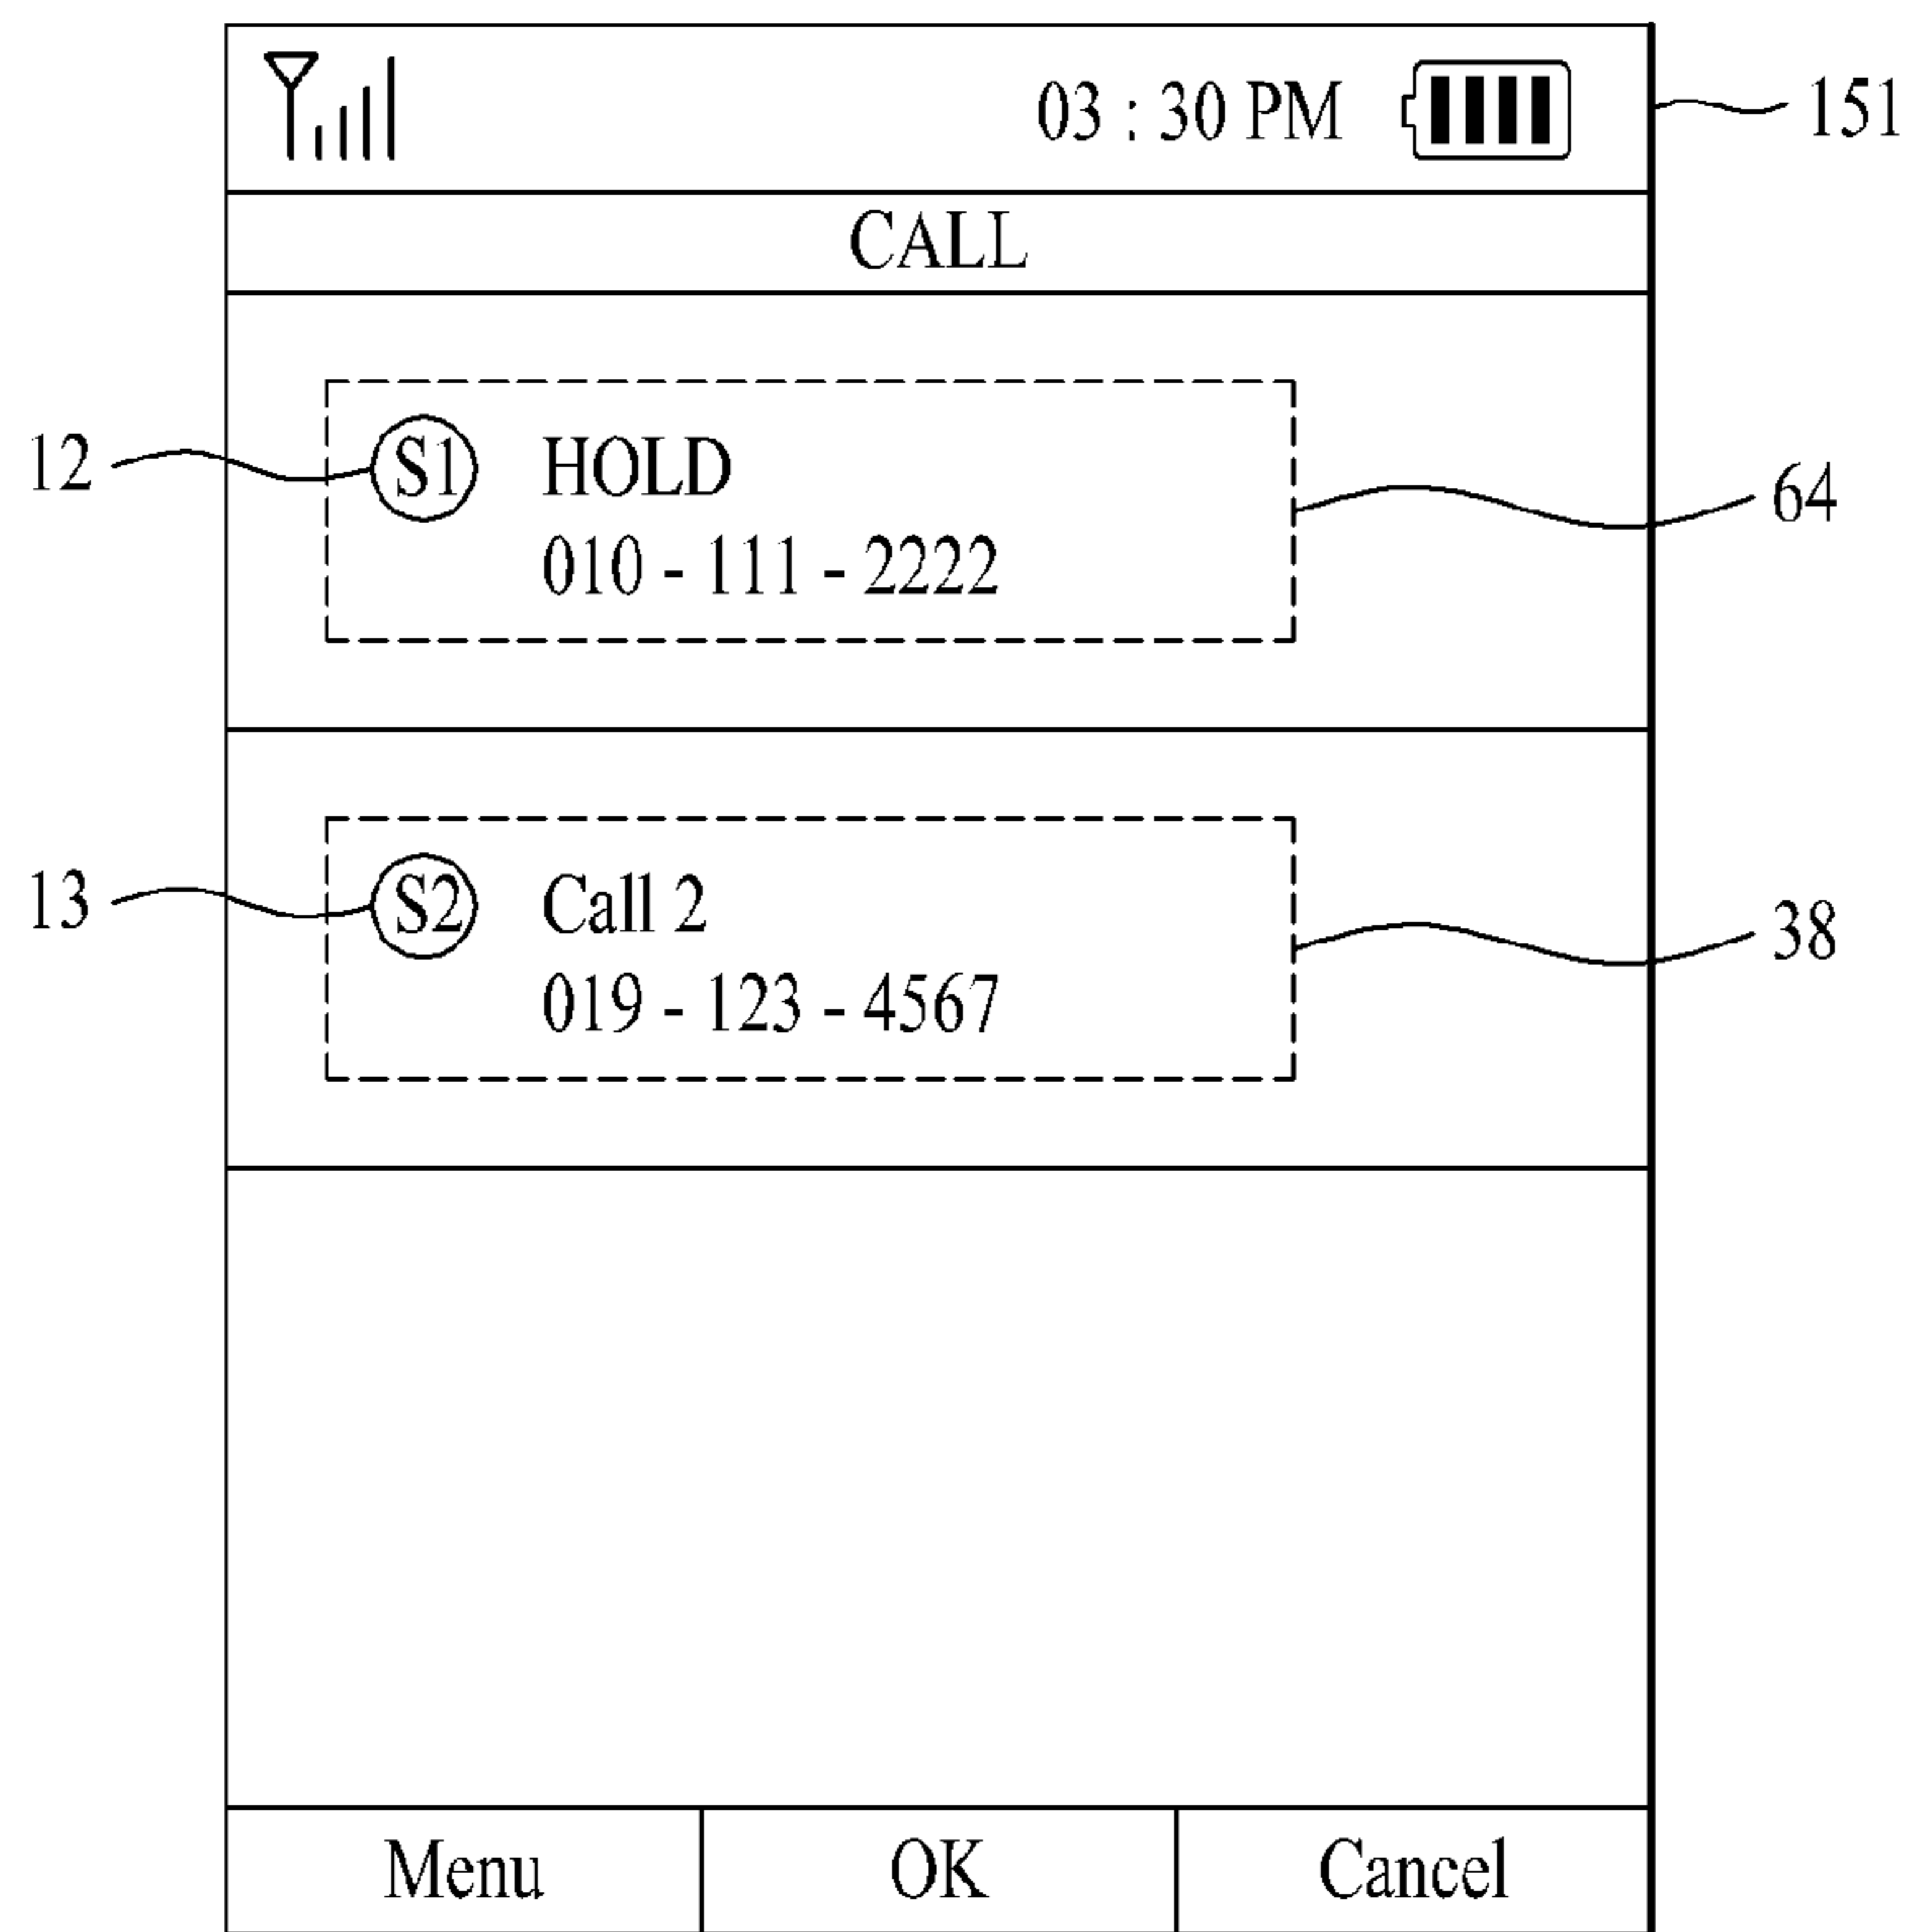 03 : 30 PM
151
CALL
12
S1 HOLD
64
010 - 111 - 2222
13
S2 Call 2
38
019 - 123 - 4567
Menu OK Cancel